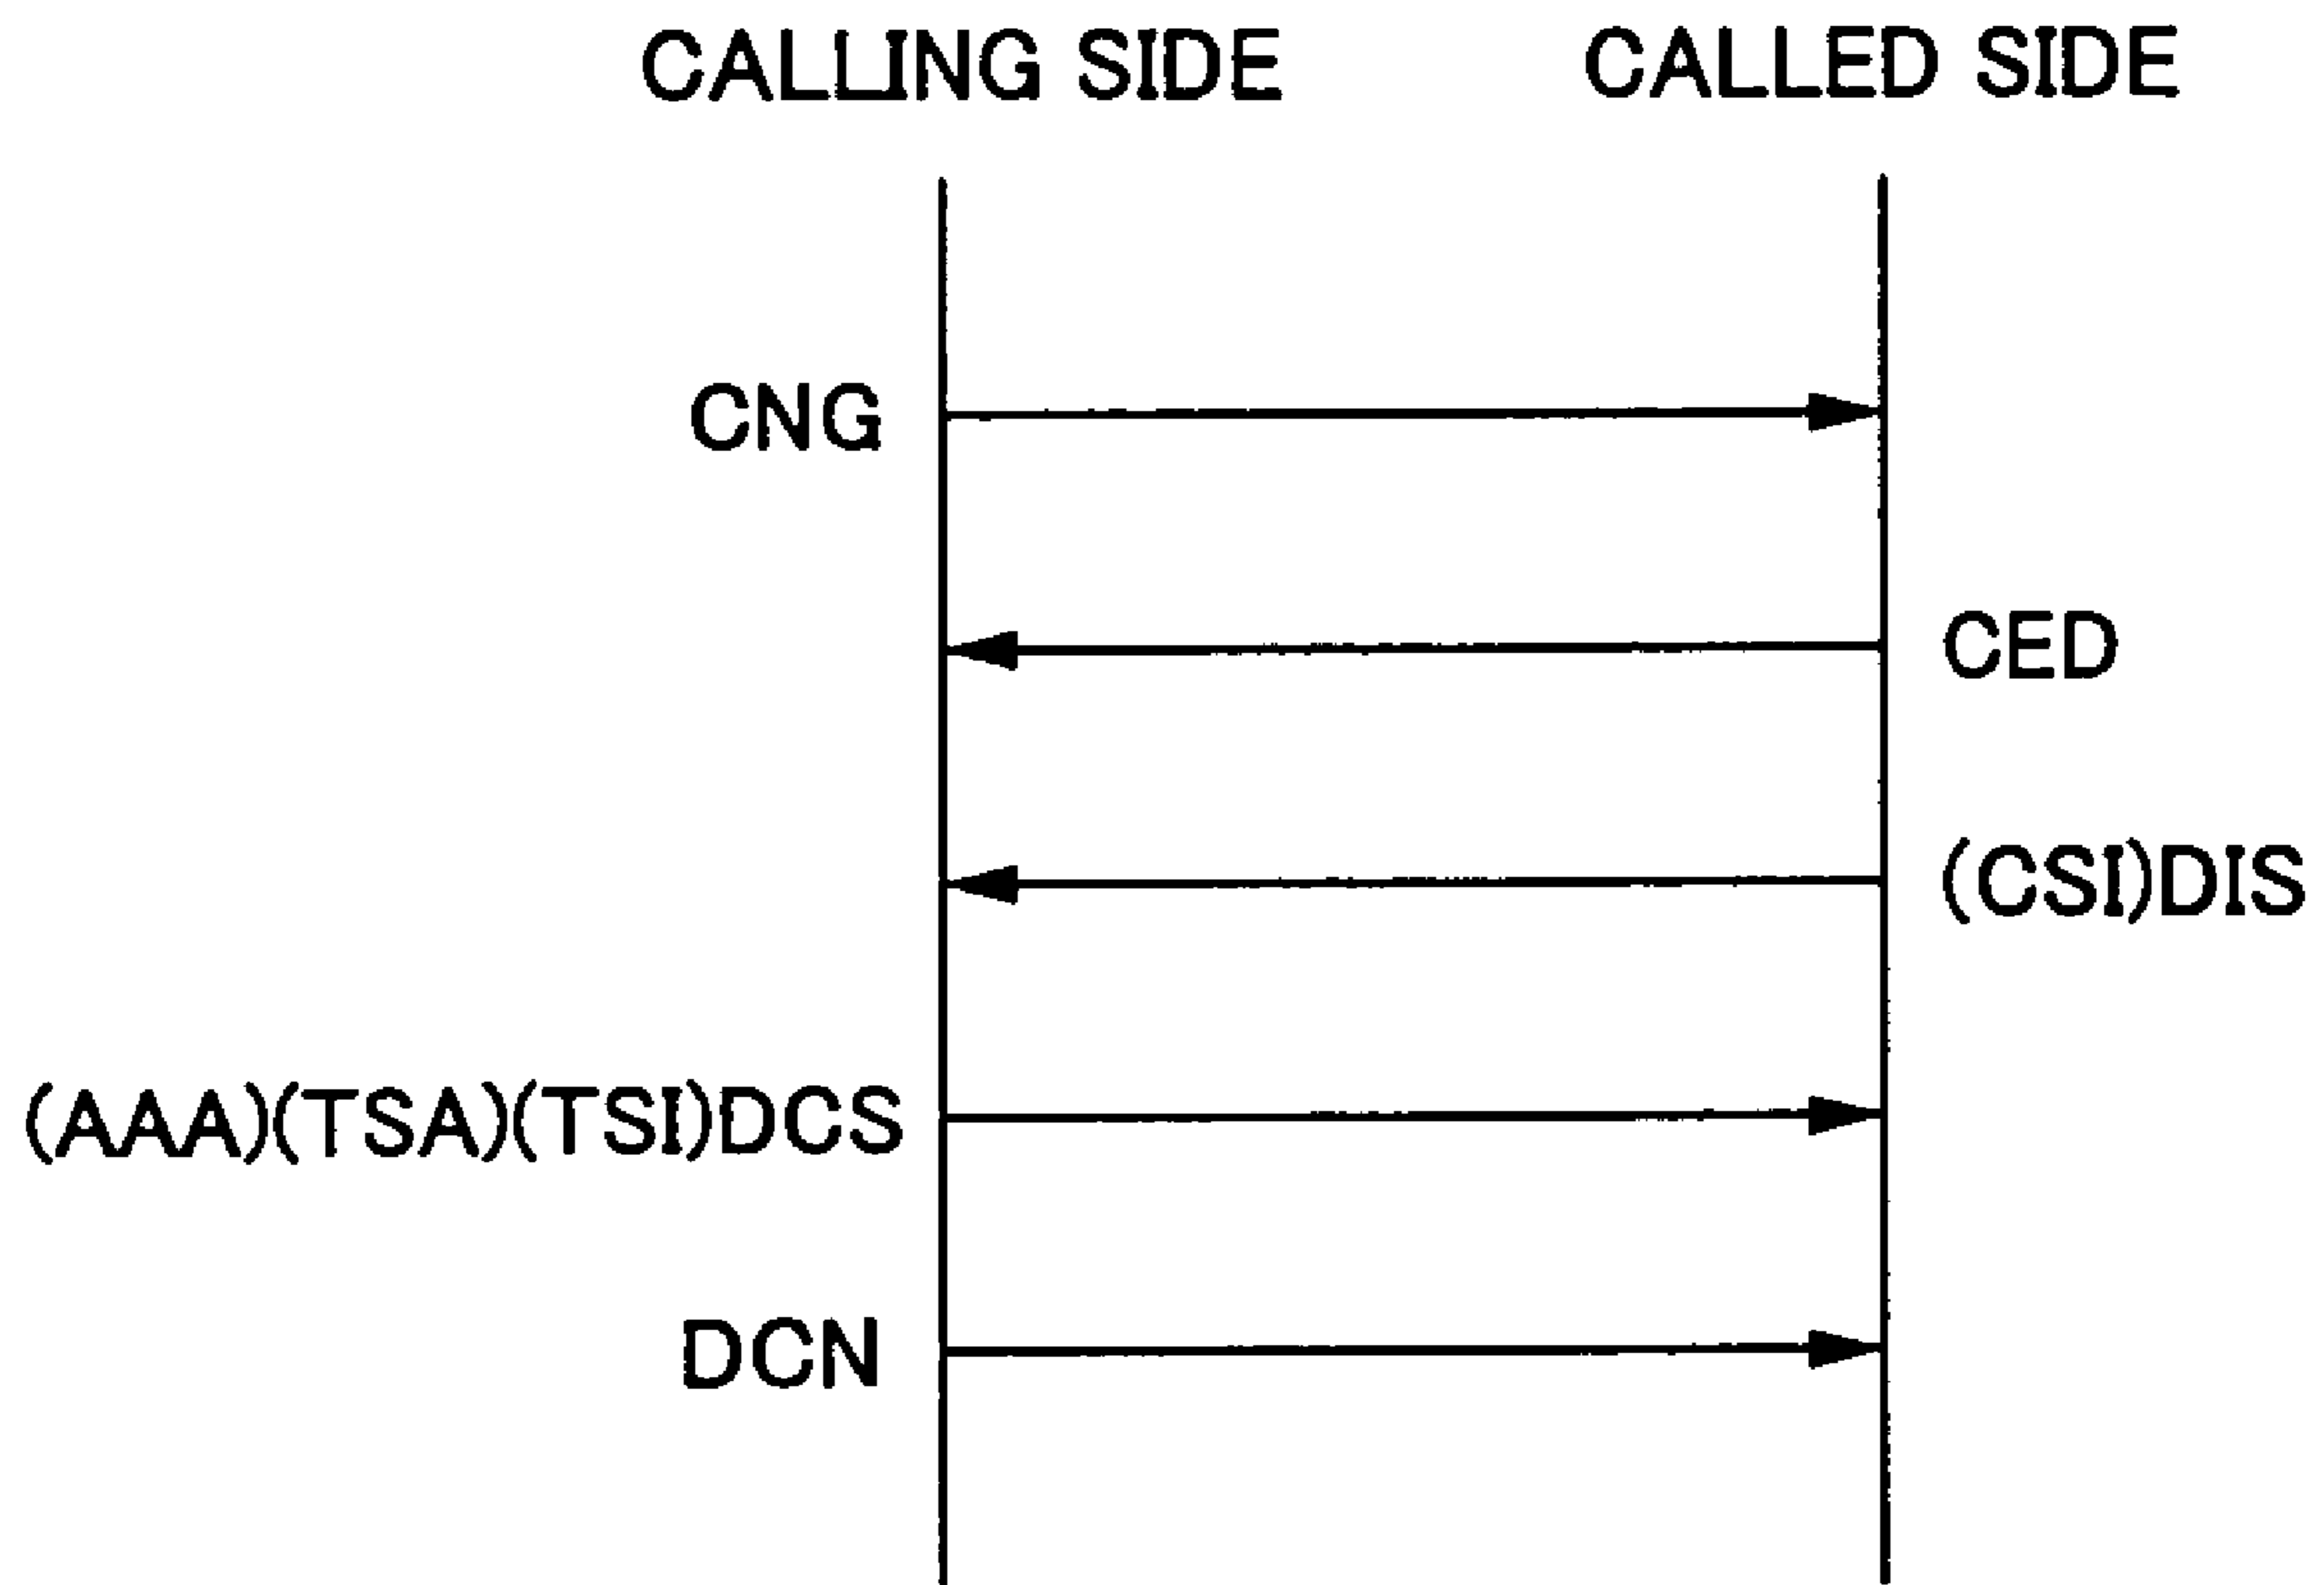 CALLING SIDE CALLED SIDE
CNG
CED
(CSI)DIS
(AAA)(TSA)(TSI)DCS
DCN